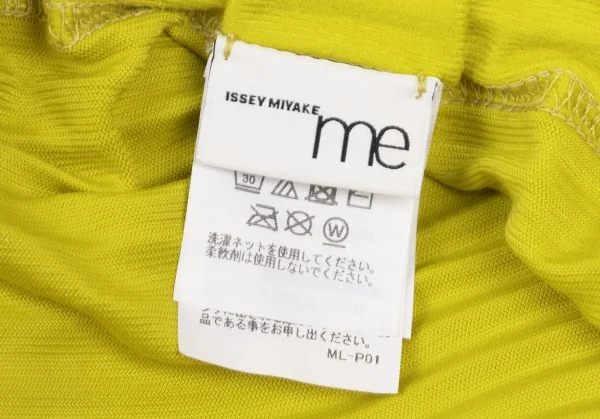 ISSEY MIYAKE
me
30
W
洗濯ネットを使用してください。
柔軟剤は使用しないでください。
品である事をお申し出ください。
ML-P01